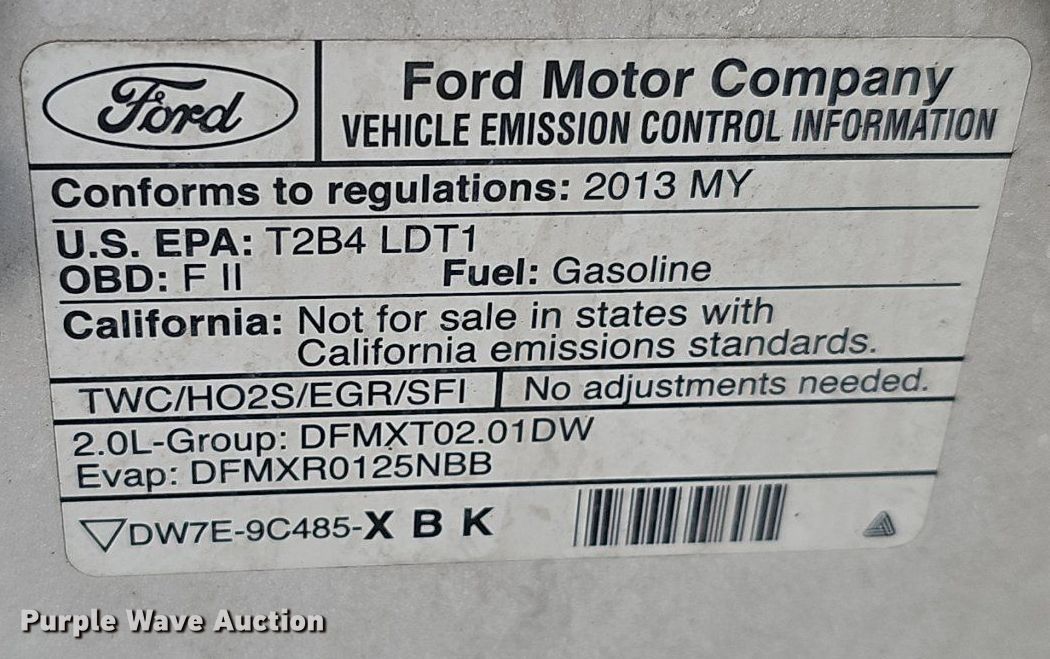 Ford
Ford Motor Company
VEHICLE EMISSION CONTROL INFORMATION
Conforms to regulations: 2013 MY
U.S. EPA: T2B4 LDT1
OBD: F II Fuel: Gasoline
California: Not for sale in states with
California emissions standards.
TWC/HO2S/EGR/SFI No adjustments needed.
2.0L-Group: DFMXT02.01DW
Evap: DFMXR0125NBB
DW7E-9C485-X B K
Purple Wave Auction